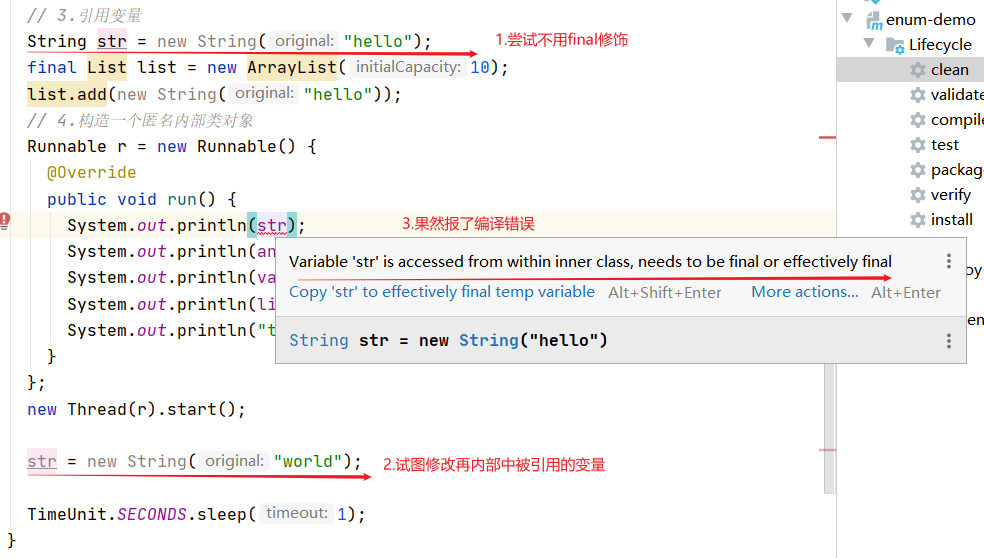 // 3.引用变量
String str = new String( original: "hello");
1.尝试不用final修饰
final List list = new ArrayList( initialCapacity: 10);
list.add(new String( original: "hello"));
// 4.构造一个匿名内部类对象
Runnable r = new Runnable() {
@Override
public void run() {
System.out.println(str);
3.果然报了编译错误
System.out.println(an
System.out.println(va
System.out.println(li
System.out.println("t
}
};
new Thread(r).start();
str = new String( original: "world");
2.试图修改再内部中被引用的变量
TimeUnit.SECONDS.sleep( timeout: 1);
}
Variable 'str' is accessed from within inner class, needs to be final or effectively final
Copy 'str' to effectively final temp variable Alt+Shift+Enter More actions... Alt+Enter
String str = new String("hello")
enum-demo
Lifecycle
clean
validate
compile
test
packag
verify
install
oy
en